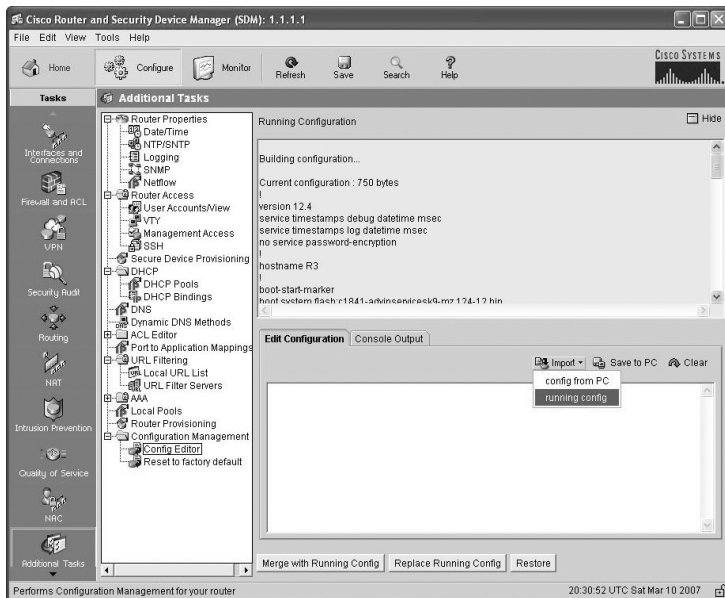 Cisco Router and Security Device Manager (SDM): 1.1.1.1
File Edit View Tools Help
Home
Configure
Monitor
Refresh
Save
Search
Help
CISCO SYSTEMS
Tasks
Interfaces and Connections
Firewall and ACL
VPN
Security Audit
Routing
NAT
Intrusion Prevention
Quality of Service
NAC
Additional Tasks
Additional Tasks
Router Properties
Date/Time
NTP/SNTP
Logging
SNMP
Netflow
Router Access
User Accounts/View
VTY
Management Access
SSH
Secure Device Provisioning
DHCP
DHCP Pools
DHCP Bindings
DNS
Dynamic DNS Methods
ACL Editor
Port to Application Mappings
URL Filtering
Local URL List
URL Filter Servers
AAA
Local Pools
Router Provisioning
Configuration Management
Config Editor
Reset to factory default
Running Configuration
Hide
Building configuration...
Current configuration : 750 bytes
!
version 12.4
service timestamps debug datetime msec
service timestamps log datetime msec
no service password-encryption
!
hostname R3
!
boot-start-marker
boot system flash:c1841-advipservicesk9-mz.124-12.bin
Edit Configuration
Console Output
Import
Save to PC
Clear
config from PC
running config
Merge with Running Config
Replace Running Config
Restore
Performs Configuration Management for your router
20:30:52 UTC Sat Mar 10 2007